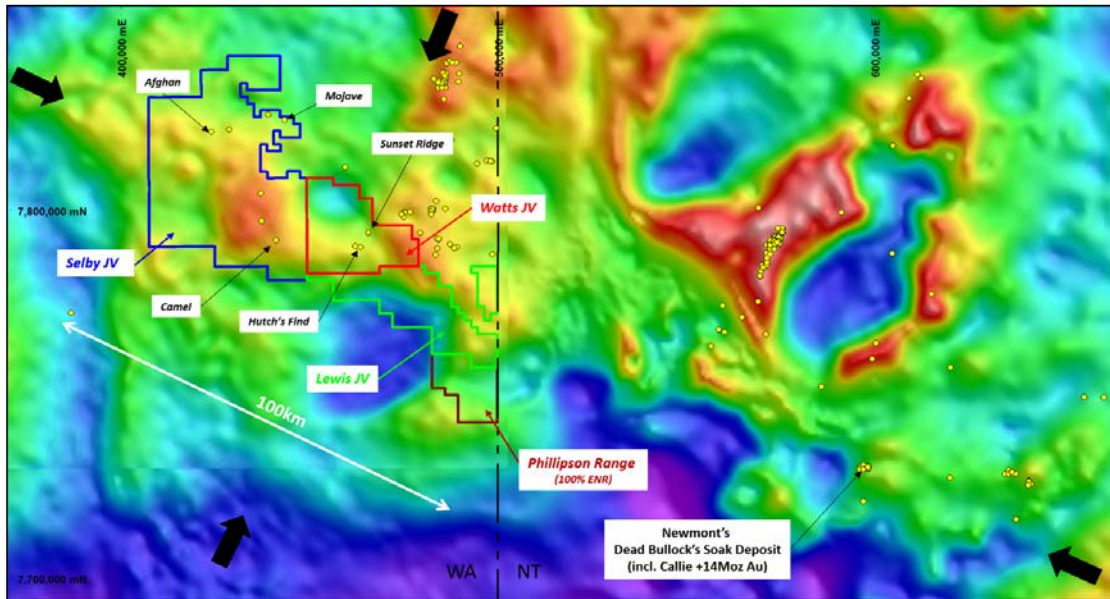 400,000 mE
500,000 mE
600,000 mE
Afghan
Mojave
Sunset Ridge
7,800,000 mN
Watts JV
Selby JV
Camel
Hutch's Find
Lewis JV
100km
Phillipson Range
(100% ENR)
Newmont's
Dead Bullock's Soak Deposit
(incl. Callie +14Moz Au)
7,700,000 mN
WA
NT